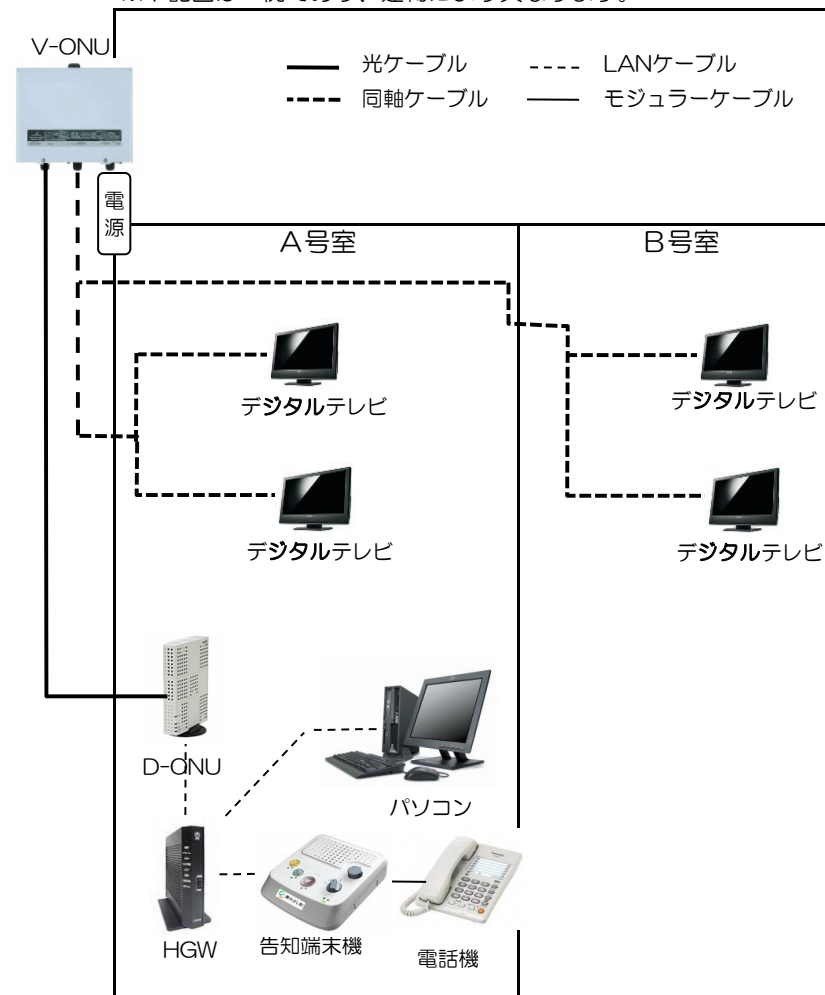 V-ONU
光ケーブル
LANケーブル
同軸ケーブル
モジュラーケーブル
電源
A号室
B号室
デジタルテレビ
デジタルテレビ
デジタルテレビ
デジタルテレビ
D-ONU
パソコン
HGW
告知端末機
電話機